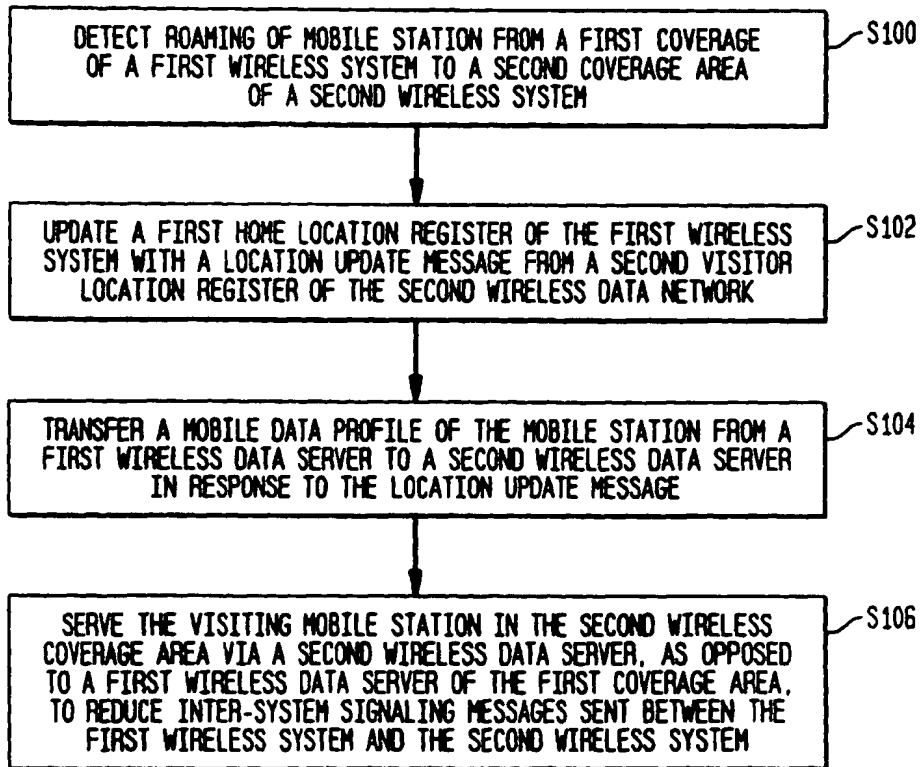 DETECT ROAMING OF MOBILE STATION FROM A FIRST COVERAGE
OF A FIRST WIRELESS SYSTEM TO A SECOND COVERAGE AREA
OF A SECOND WIRELESS SYSTEM
S100
UPDATE A FIRST HOME LOCATION REGISTER OF THE FIRST WIRELESS
SYSTEM WITH A LOCATION UPDATE MESSAGE FROM A SECOND VISITOR
LOCATION REGISTER OF THE SECOND WIRELESS DATA NETWORK
S102
TRANSFER A MOBILE DATA PROFILE OF THE MOBILE STATION FROM A
FIRST WIRELESS DATA SERVER TO A SECOND WIRELESS DATA SERVER
IN RESPONSE TO THE LOCATION UPDATE MESSAGE
S104
SERVE THE VISITING MOBILE STATION IN THE SECOND WIRELESS
COVERAGE AREA VIA A SECOND WIRELESS DATA SERVER, AS OPPOSED
TO A FIRST WIRELESS DATA SERVER OF THE FIRST COVERAGE AREA,
TO REDUCE INTER-SYSTEM SIGNALING MESSAGES SENT BETWEEN THE
FIRST WIRELESS SYSTEM AND THE SECOND WIRELESS SYSTEM
S106